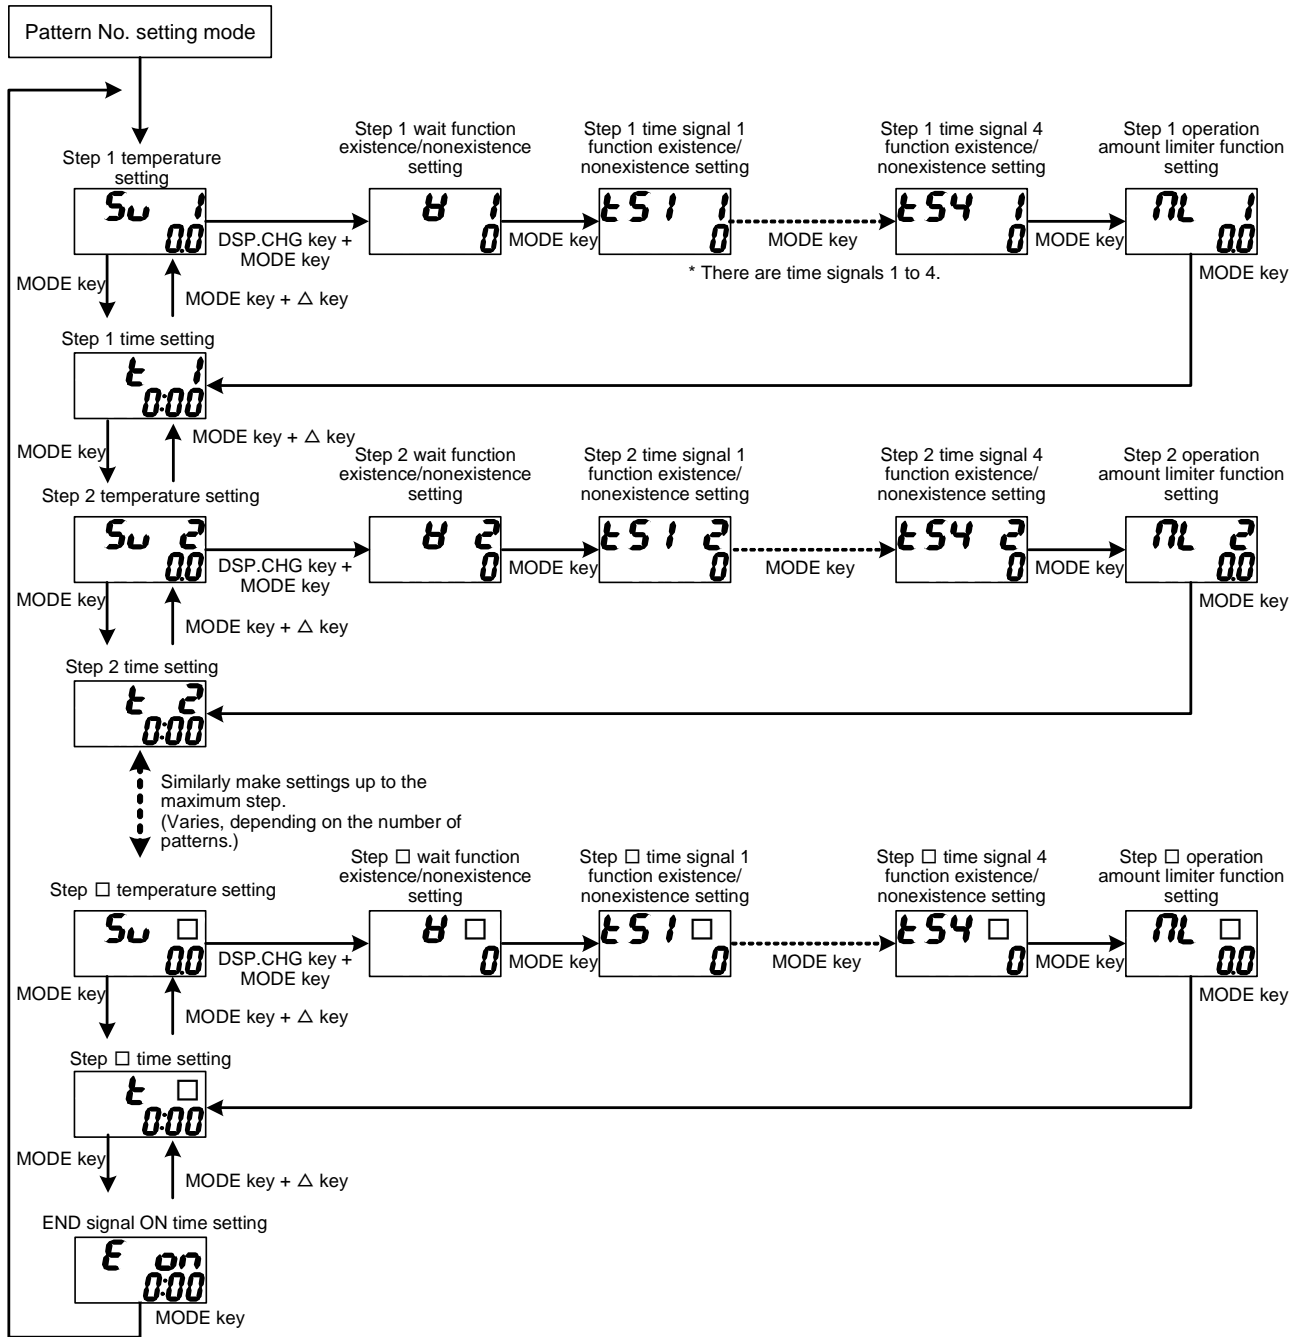 Pattern No. setting mode
Step 1 temperature
setting
Step 1 wait function
existence/nonexistence
setting
Step 1 time signal 1
function existence/
nonexistence setting
Step 1 time signal 4
function existence/
nonexistence setting
Step 1 operation
amount limiter function
setting
Su 1
0.0
DSP.CHG key +
MODE key
1
0
MODE key
tS1 1
0
MODE key
tS4 1
0
MODE key
ML 1
0.0
MODE key
MODE key
MODE key + △ key
* There are time signals 1 to 4.
Step 1 time setting
t 1
0:00
MODE key
MODE key + △ key
Step 2 temperature setting
Step 2 wait function
existence/nonexistence
setting
Step 2 time signal 1
function existence/
nonexistence setting
Step 2 time signal 4
function existence/
nonexistence setting
Step 2 operation
amount limiter function
setting
Su 2
0.0
DSP.CHG key +
MODE key
2
0
MODE key
tS1 2
0
MODE key
tS4 2
0
MODE key
ML 2
0.0
MODE key
MODE key
MODE key + △ key
Step 2 time setting
t 2
0:00
Similarly make settings up to the
maximum step.
(Varies, depending on the number of
patterns.)
Step □ temperature setting
Step □ wait function
existence/nonexistence
setting
Step □ time signal 1
function existence/
nonexistence setting
Step □ time signal 4
function existence/
nonexistence setting
Step □ operation
amount limiter function
setting
Su □
0.0
DSP.CHG key +
MODE key
□
0
MODE key
tS1 □
0
MODE key
tS4 □
0
MODE key
ML □
0.0
MODE key
MODE key
MODE key + △ key
Step □ time setting
t □
0:00
MODE key
MODE key + △ key
END signal ON time setting
E on
0:00
MODE key